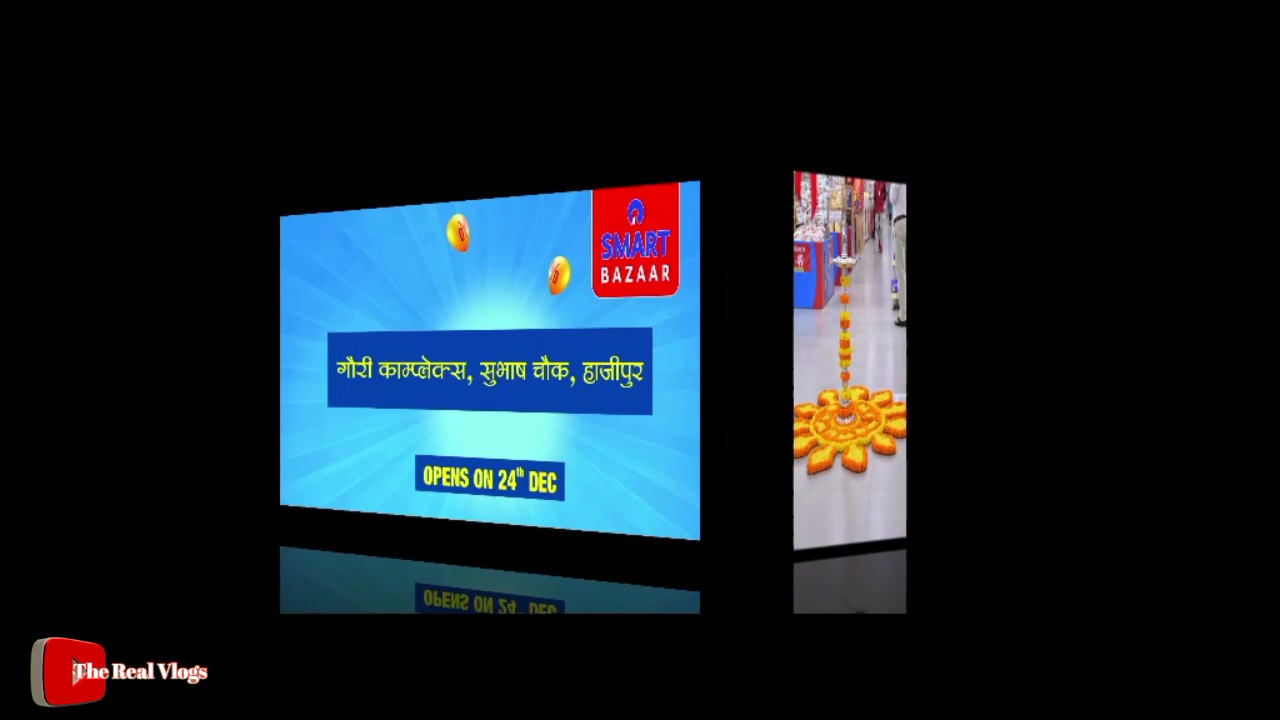 SMART
BAZAAR
गौरी काम्प्लेक्स, सुभाष चौक, हाजीपुर
OPENS ON 24th DEC
The Real Vlogs